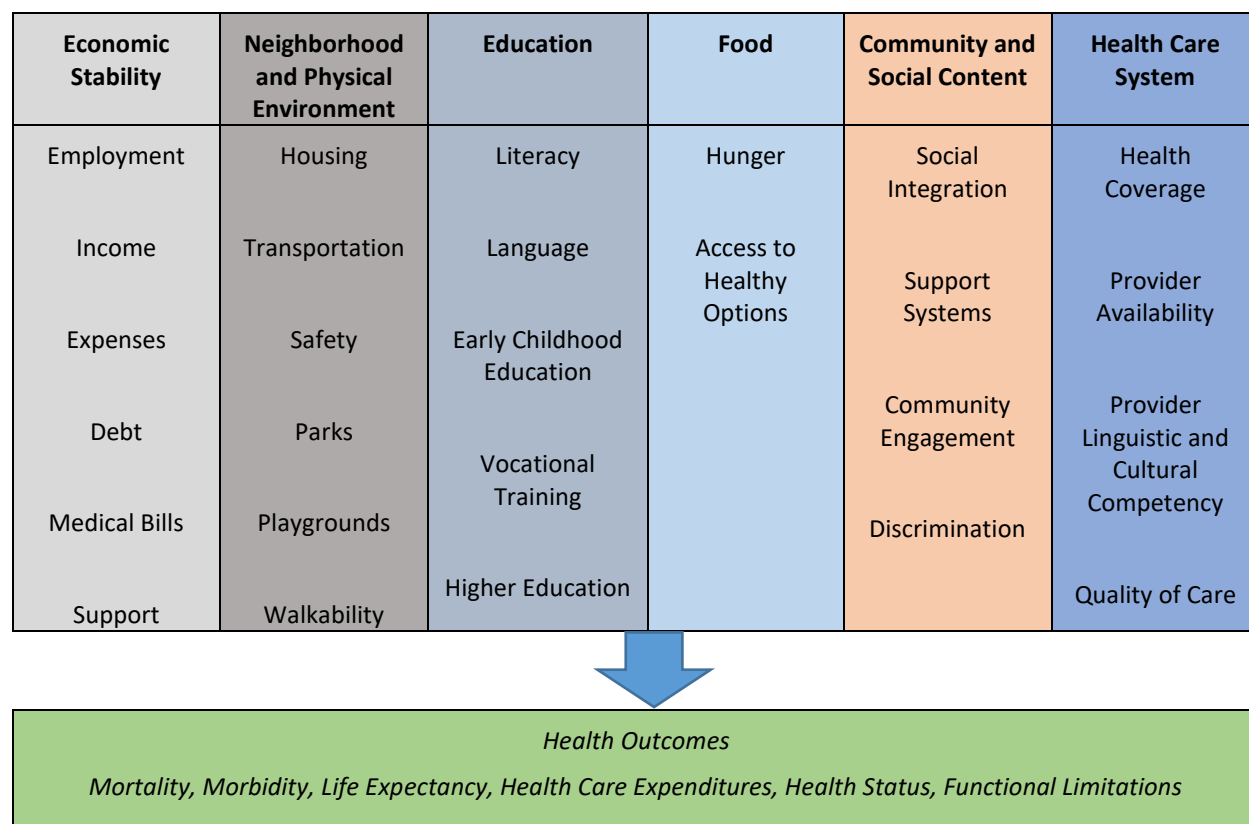 Economic
Stability
Neighborhood
and Physical
Environment
Education
Food
Community and
Social Content
Health Care
System
Employment
Income
Expenses
Debt
Medical Bills
Support
Housing
Transportation
Safety
Parks
Playgrounds
Walkability
Literacy
Language
Early Childhood
Education
Vocational
Training
Higher Education
Hunger
Access to
Healthy
Options
Social
Integration
Support
Systems
Community
Engagement
Discrimination
Health
Coverage
Provider
Availability
Provider
Linguistic and
Cultural
Competency
Quality of Care
Health Outcomes
Mortality, Morbidity, Life Expectancy, Health Care Expenditures, Health Status, Functional Limitations